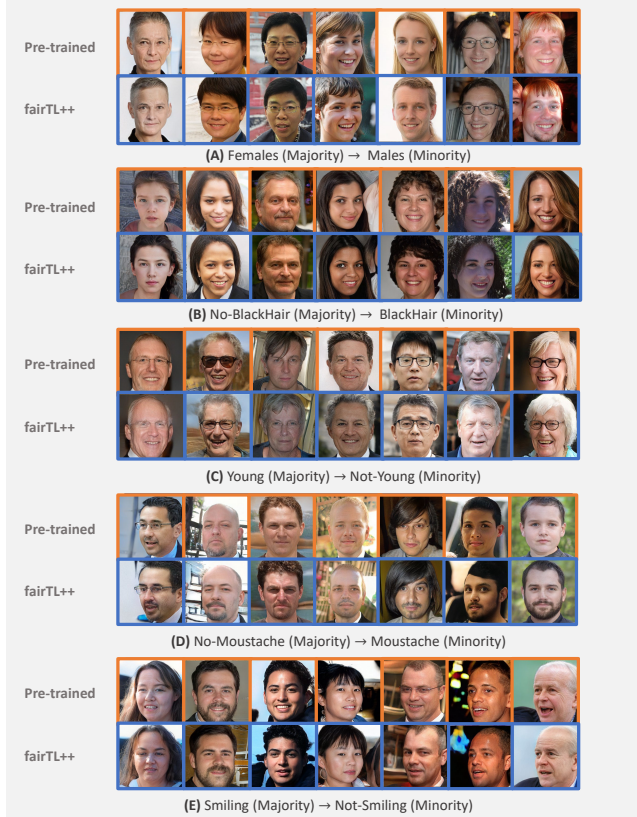 Pre-trained
fairTL++
(A) Females (Majority) → Males (Minority)
Pre-trained
fairTL++
(B) No-BlackHair (Majority) → BlackHair (Minority)
Pre-trained
fairTL++
(C) Young (Majority) → Not-Young (Minority)
Pre-trained
fairTL++
(D) No-Moustache (Majority) → Moustache (Minority)
Pre-trained
fairTL++
(E) Smiling (Majority) → Not-Smiling (Minority)